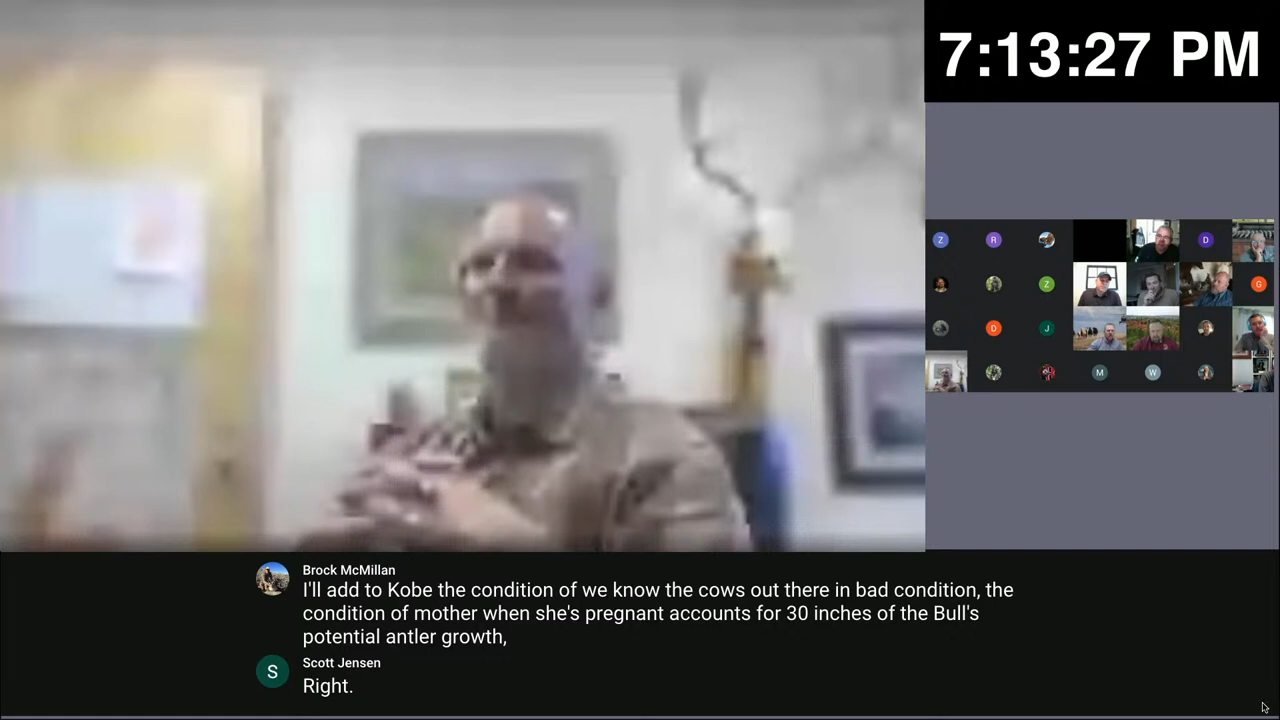 7:13:27 PM
Z
R
D
Z
G
D
J
M
W
Brock McMillan
I'll add to Kobe the condition of we know the cows out there in bad condition, the
condition of mother when she's pregnant accounts for 30 inches of the Bull's
potential antler growth,
S
Scott Jensen
Right.